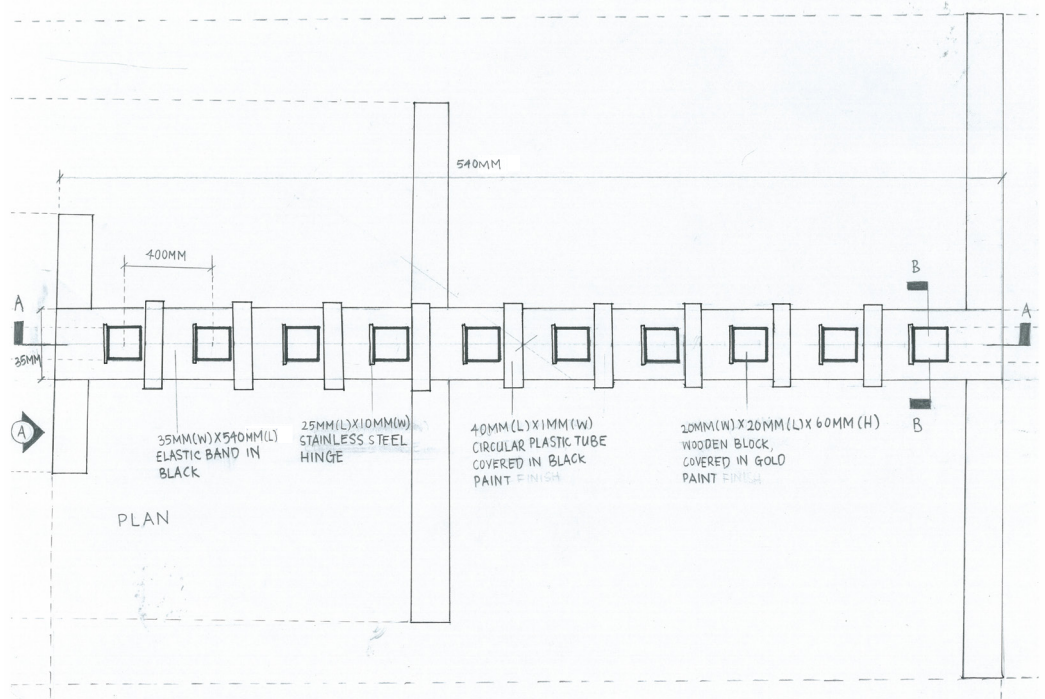 540MM
400MM
B
A
A
35MM
A
B
35MM(W)X540MM(L)
ELASTIC BAND IN
BLACK
25MM(L)X10MM(W)
STAINLESS STEEL
HINGE
40MM(L)X1MM(W)
CIRCULAR PLASTIC TUBE
COVERED IN BLACK
PAINT FINISH
20MM(W)X20MM(L)X60MM(H)
WOODEN BLOCK,
COVERED IN GOLD
PAINT FINISH
PLAN